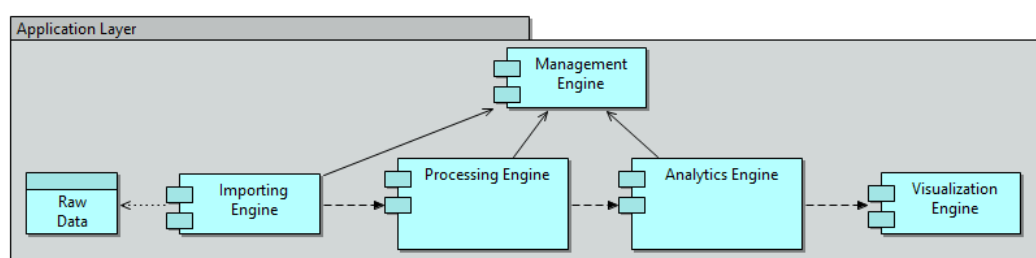 Application Layer
Management
Engine
Raw
Data
Importing
Engine
Processing Engine
Analytics Engine
Visualization
Engine